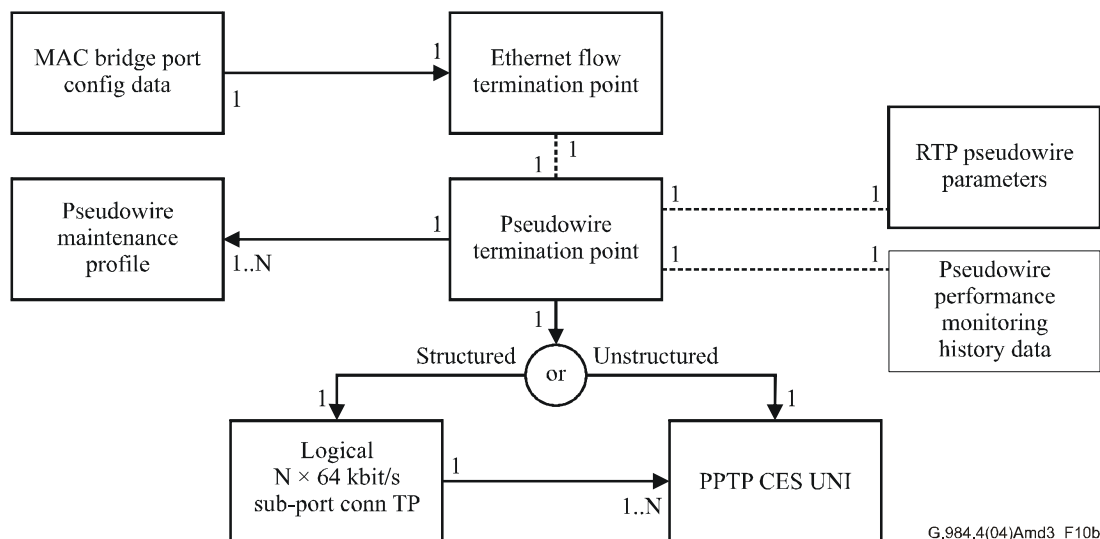 MAC bridge port
config data
1
1
Ethernet flow
termination point
1
1
RTP pseudowire
parameters
Pseudowire
maintenance
profile
1
1..N
Pseudowire
termination point
1
1
1
1
Pseudowire
performance
monitoring
history data
1
Structured
or
Unstructured
1
1
Logical
N × 64 kbit/s
sub-port conn TP
1
1..N
PPTP CES UNI
G.984.4(04)Amd3_F10b